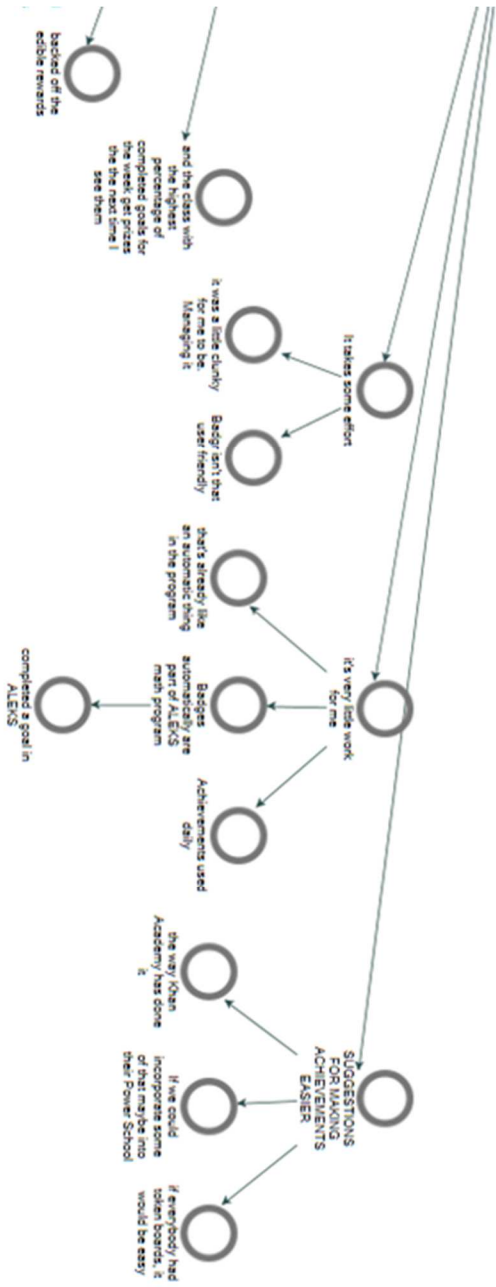 backed off the
edible rewards
and the class with
the highest
percentage of
completed goals for
the week get prizes
the the next time I
see them
It takes some effort
it was a little clunky
for me to be.
Managing it
Badgr isn't that
user friendly
it's very little work
for me
that's already like
an automatic thing
in the program
Badges
automatically are
part of ALEKS
math program
completed a goal in
ALEKS
Achievements used
daily
SUGGESTIONS
FOR MAKING
ACHIEVEMENTS
EASIER
the way Khan
Academy has done
it
If we could
incorporate some
of that maybe into
their Power School
if everybody had
token boards, it
would be easy